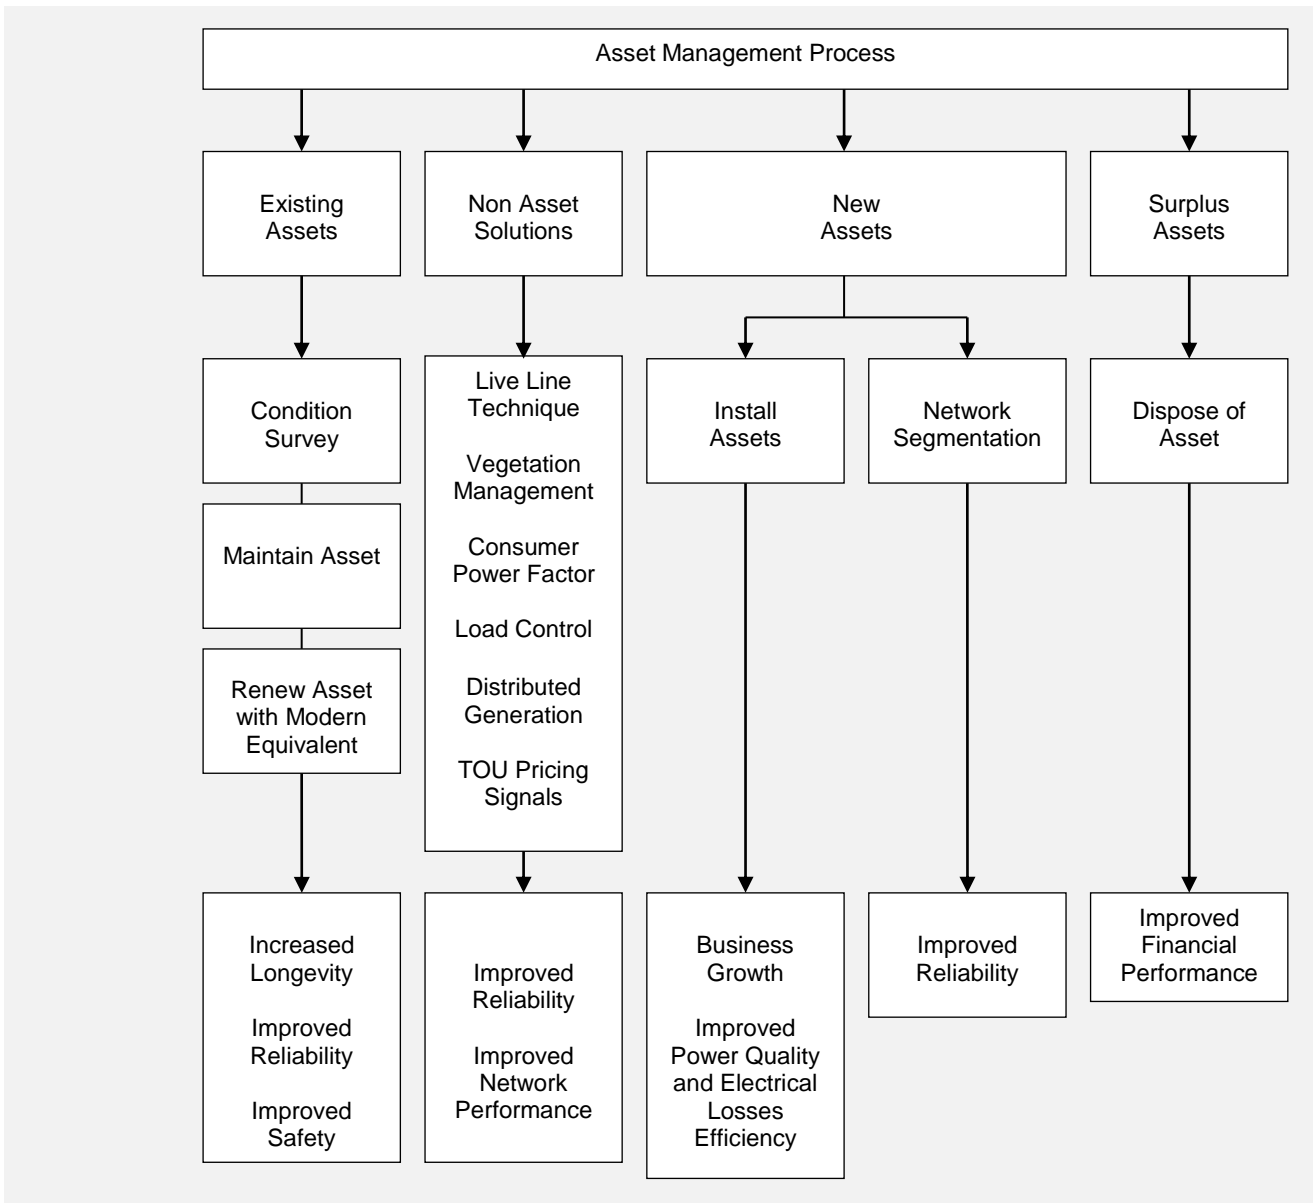 Asset Management Process
Existing
Assets
Non Asset
Solutions
New
Assets
Surplus
Assets
Condition
Survey
Maintain Asset
Renew Asset
with Modern
Equivalent
Live Line
Technique
Vegetation
Management
Consumer
Power Factor
Load Control
Distributed
Generation
TOU Pricing
Signals
Install
Assets
Network
Segmentation
Dispose of
Asset
Increased
Longevity
Improved
Reliability
Improved
Safety
Improved
Reliability
Improved
Network
Performance
Business
Growth
Improved
Power Quality
and Electrical
Losses
Efficiency
Improved
Reliability
Improved
Financial
Performance